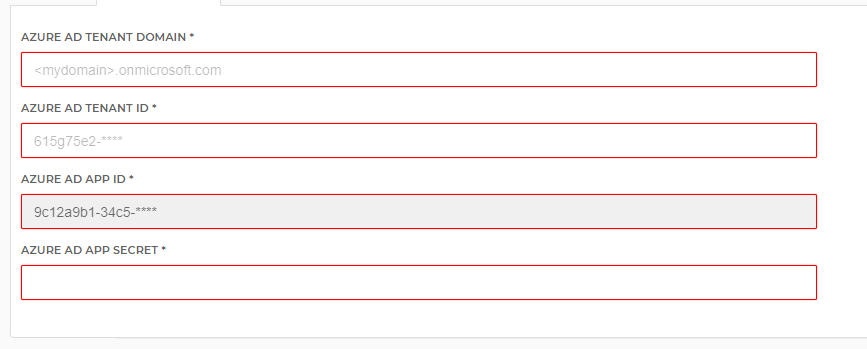 AZURE AD TENANT DOMAIN *
<mydomain>.onmicrosoft.com
AZURE AD TENANT ID *
615g75e2-****
AZURE AD APP ID *
9c12a9b1-34c5-****
AZURE AD APP SECRET *